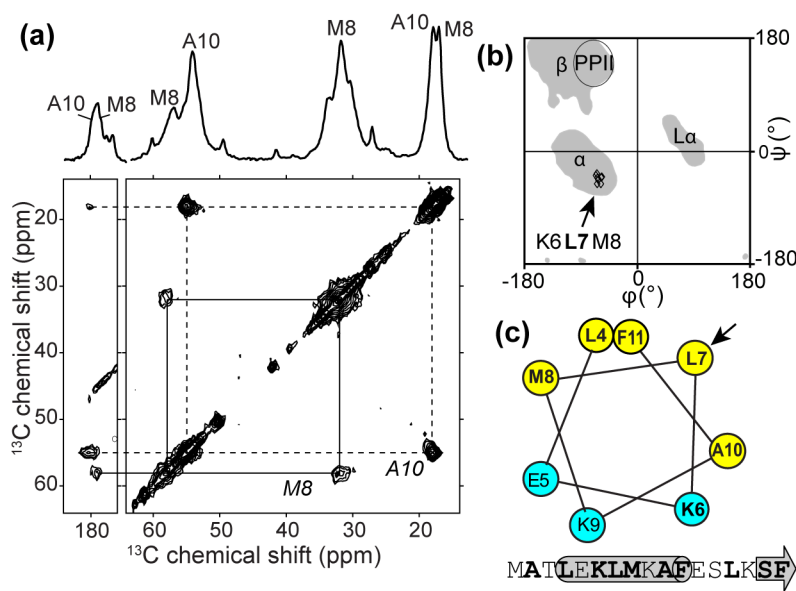 (a)
A10
M8
M8
A10
M8
A10
M8
20
30
40
50
60
180
60
50
40
30
20
M8
A10
¹³C chemical shift (ppm)
¹³C chemical shift (ppm)
(b)
180
β PPII
Lα
α
0
ψ(°)
K6 L7 M8
-180
-180
0
180
φ(°)
(c)
L4 F11
L7
M8
A10
E5
K6
K9
MATLEKLMKAFESLKSF